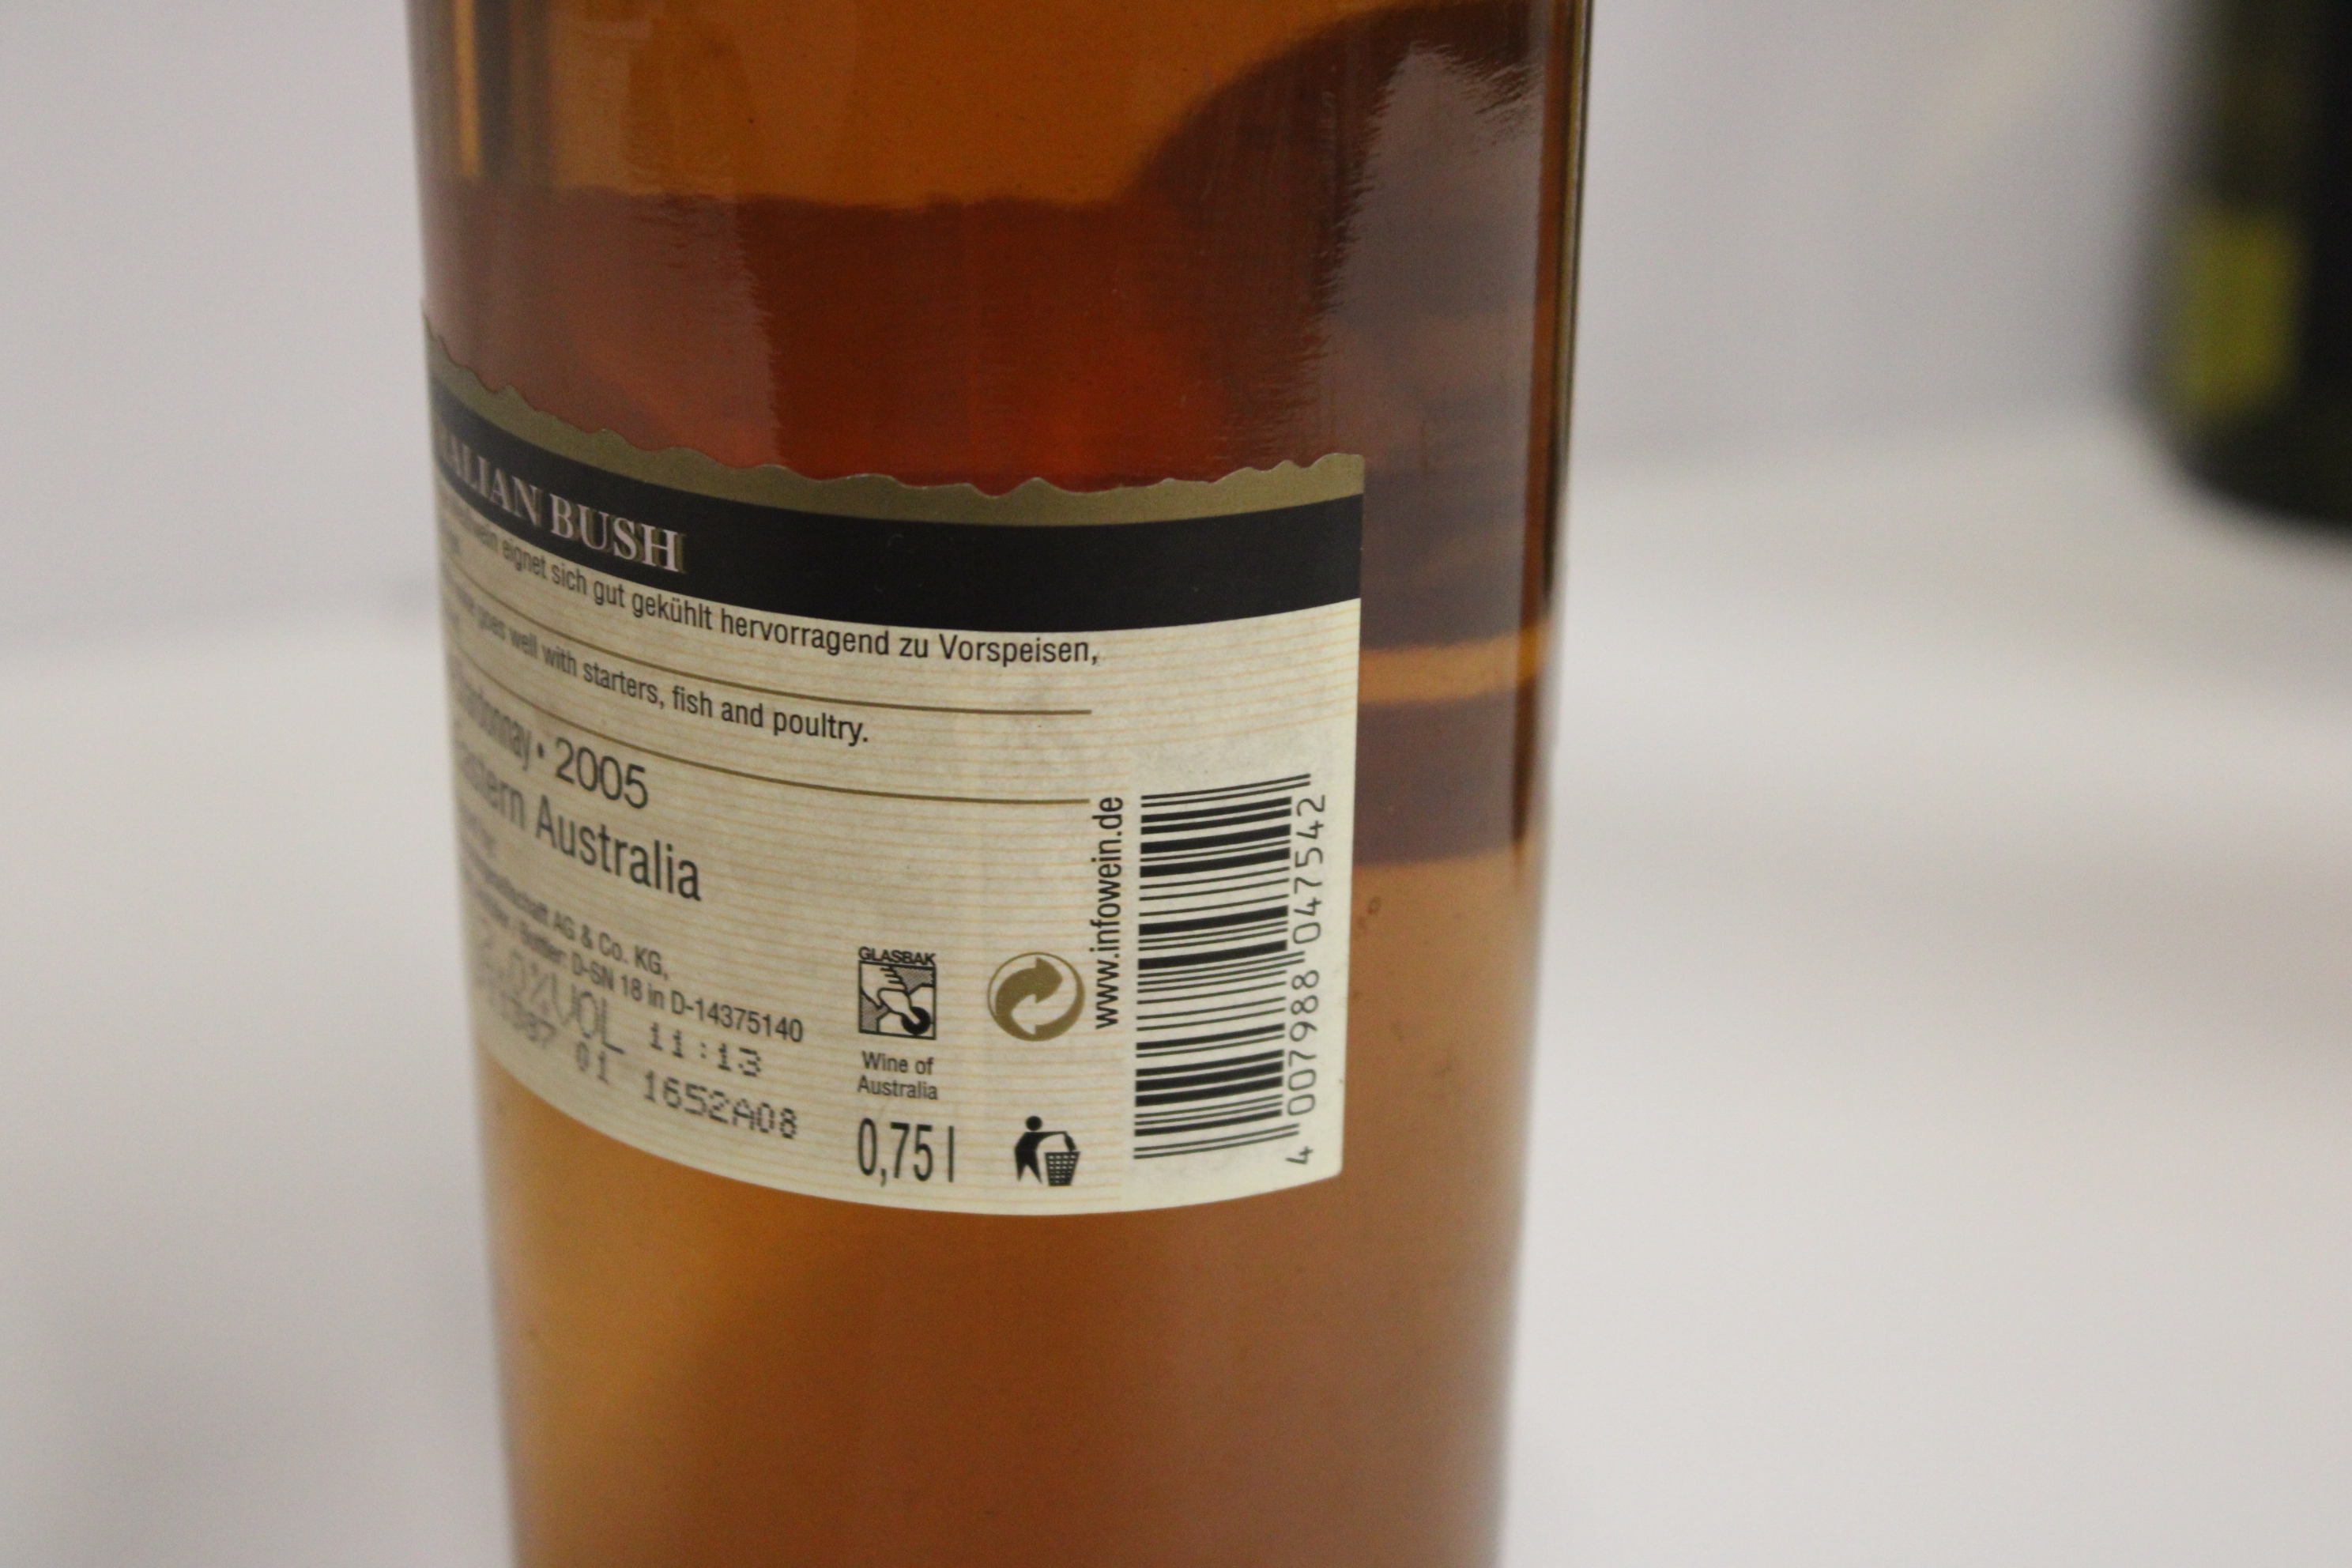 BUSH
eignet sich gut gekühlt hervorragend zu Vorspeisen,
goes well with starters, fish and poultry.
• 2005
Australia
AG & Co. KG,
Bottler: D-SN 18 in D-14375140
%VOL 11:13
01 1652A08
GLASBAK
Wine of
Australia
0,75 l
www.infowein.de
4 007988 047542